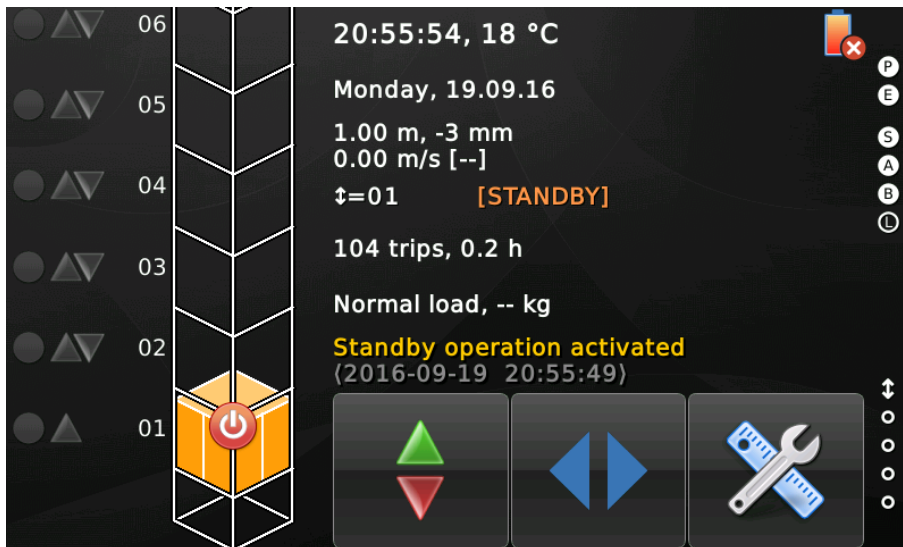 06
05
04
03
02
01
20:55:54, 18 °C
Monday, 19.09.16
1.00 m, -3 mm
0.00 m/s [--]
↕=01 [STANDBY]
104 trips, 0.2 h
Normal load, -- kg
Standby operation activated
(2016-09-19 20:55:49)
P
E
S
A
B
L